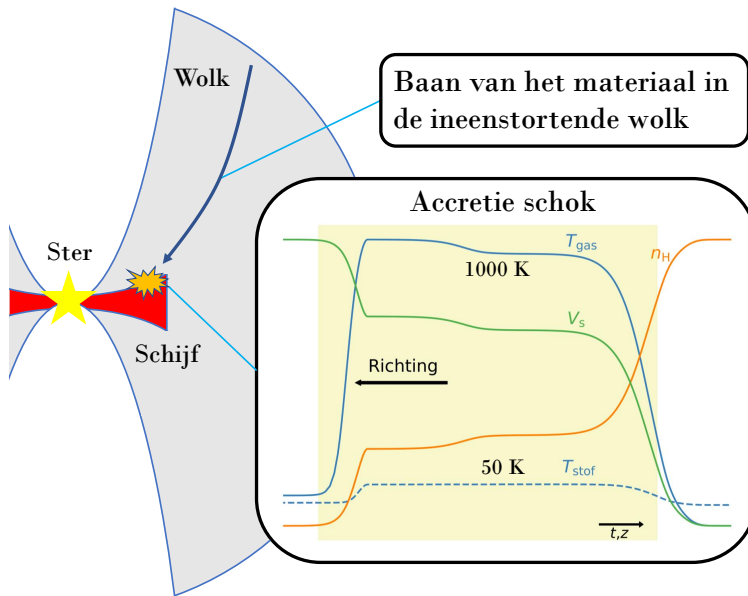 Wolk
Baan van het materiaal in
de ineenstortende wolk
Accretie schok
Ster
T_gas
n_H
1000 K
V_s
Schijf
Richting
50 K
T_stof
t,z